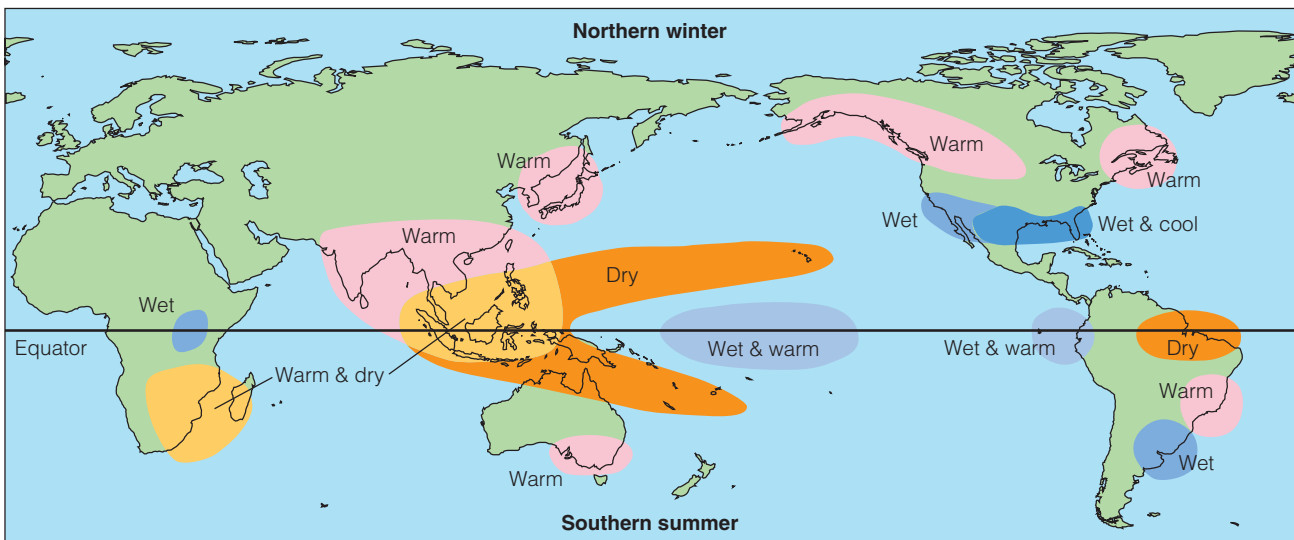 Northern winter
Warm
Warm
Warm
Wet
Wet & cool
Warm
Dry
Wet
Equator
Wet & warm
Wet & warm
Dry
Warm & dry
Warm
Warm
Wet
Southern summer